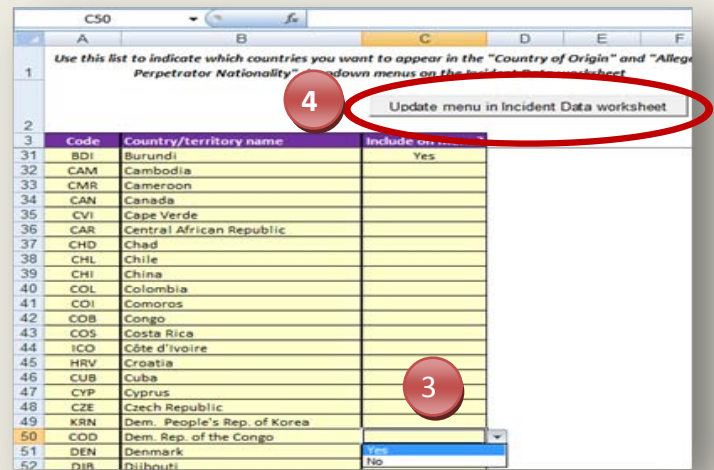 C50 fx
A B C D E F
1 Use this list to indicate which countries you want to appear in the "Country of Origin" and "Allege
Perpetrator Nationality" menus on the Incident Data worksheet
4
2 Update menu in Incident Data worksheet
3 Code Country/territory name Include on
31 BDI Burundi Yes
32 CAM Cambodia
33 CMR Cameroon
34 CAN Canada
35 CVI Cape Verde
36 CAR Central African Republic
37 CHD Chad
38 CHL Chile
39 CHI China
40 COL Colombia
41 COI Comoros
42 COB Congo
43 COS Costa Rica
44 ICO Côte d'Ivoire
45 HRV Croatia
46 CUB Cuba
47 CYP Cyprus
3
48 CZE Czech Republic
49 KRN Dem. People's Rep. of Korea
50 COD Dem. Rep. of the Congo
51 DEN Denmark Yes
52 DJB Djibouti No